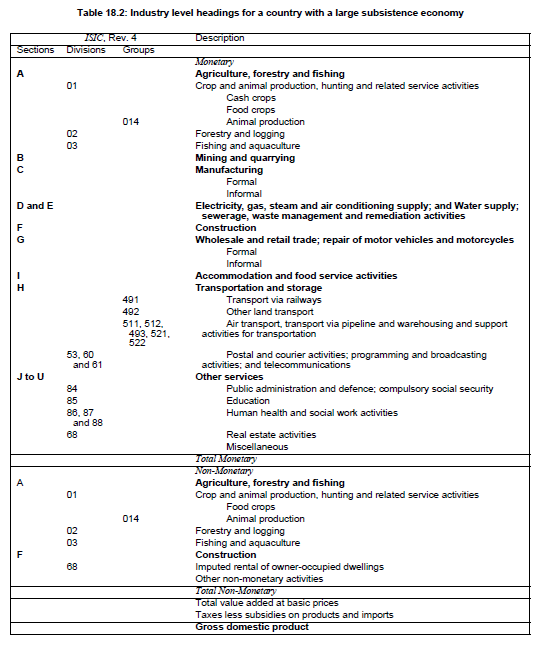 Table 18.2: Industry level headings for a country with a large subsistence economy
ISIC, Rev. 4 Description
Sections Divisions Groups
Monetary
A Agriculture, forestry and fishing
01 Crop and animal production, hunting and related service activities
Cash crops
Food crops
014 Animal production
02 Forestry and logging
03 Fishing and aquaculture
B Mining and quarrying
C Manufacturing
Formal
Informal
D and E Electricity, gas, steam and air conditioning supply; and Water supply;
sewerage, waste management and remediation activities
F Construction
G Wholesale and retail trade; repair of motor vehicles and motorcycles
Formal
Informal
I Accommodation and food service activities
H Transportation and storage
491 Transport via railways
492 Other land transport
511, 512, Air transport, transport via pipeline and warehousing and support
493, 521, activities for transportation
522
53, 60 Postal and courier activities; programming and broadcasting
and 61 activities; and telecommunications
J to U Other services
84 Public administration and defence; compulsory social security
85 Education
86, 87 Human health and social work activities
and 88
68 Real estate activities
Miscellaneous
Total Monetary
Non-Monetary
A Agriculture, forestry and fishing
01 Crop and animal production, hunting and related service activities
Food crops
014 Animal production
02 Forestry and logging
03 Fishing and aquaculture
F Construction
68 Imputed rental of owner-occupied dwellings
Other non-monetary activities
Total Non-Monetary
Total value added at basic prices
Taxes less subsidies on products and imports
Gross domestic product